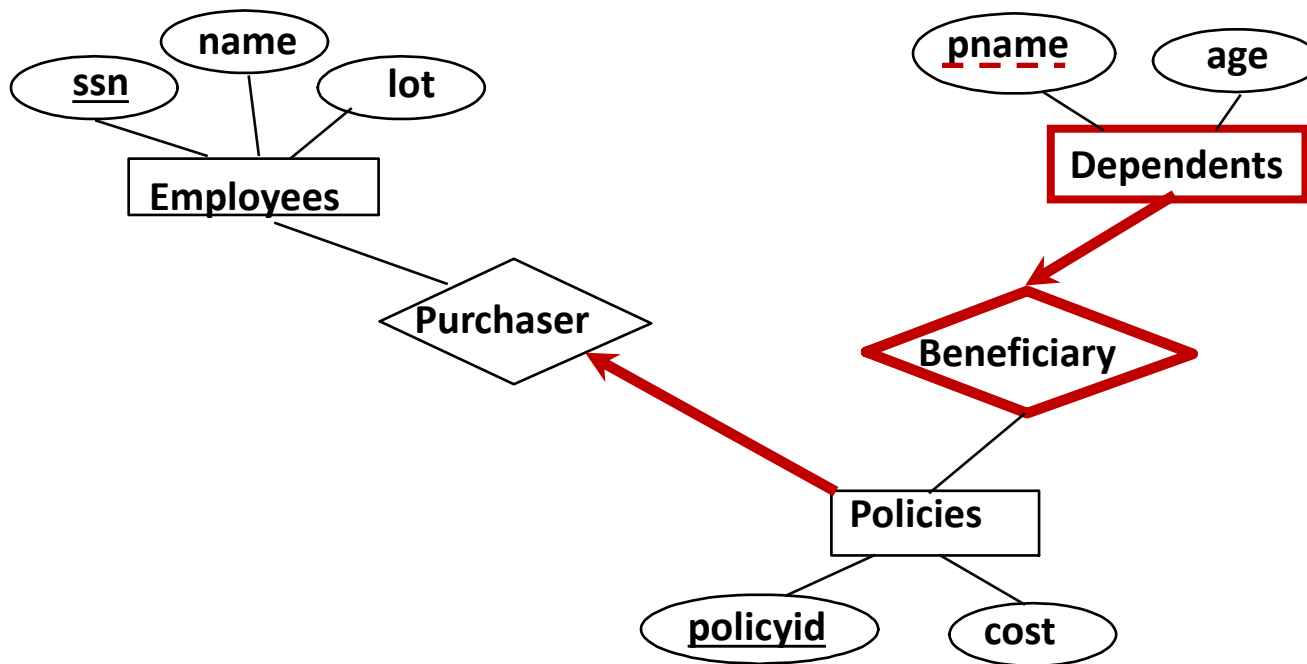 name
pname
age
ssn
lot
Dependents
Employees
Purchaser
Beneficiary
Policies
policyid
cost